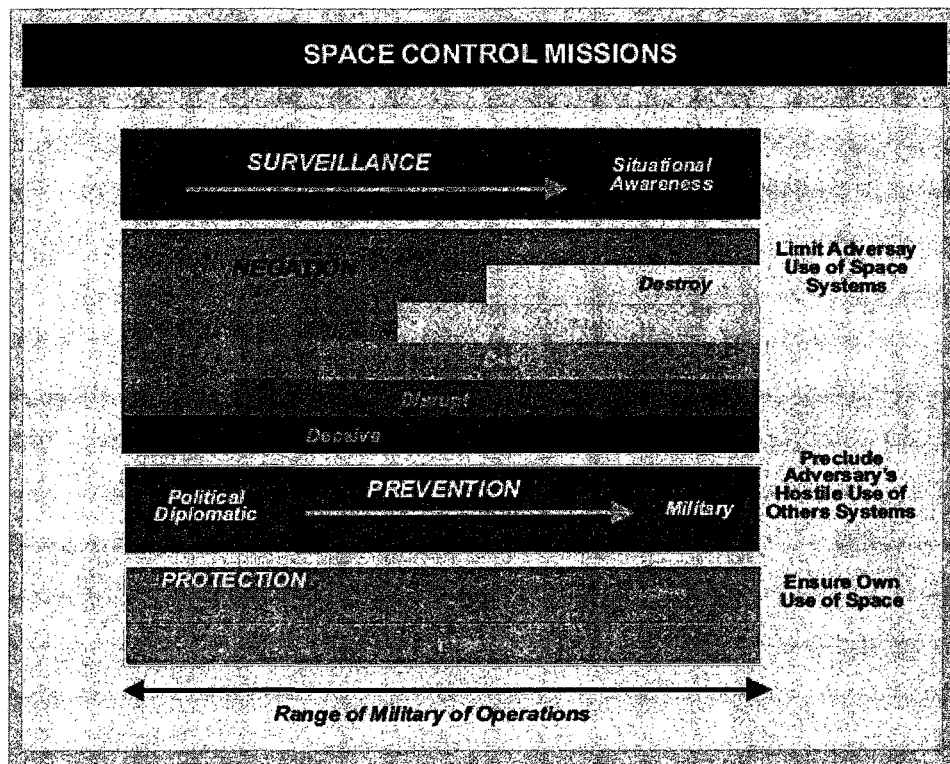 SPACE CONTROL MISSIONS
SURVEILLANCE
Situational
Awareness
NEGATION
Limit Adversay
Use of Space
Systems
Destroy
Disrupt
Deceive
PREVENTION
Political
Diplomatic
Military
Preclude
Adversary's
Hostile Use of
Others Systems
PROTECTION
Ensure Own
Use of Space
Range of Military of Operations